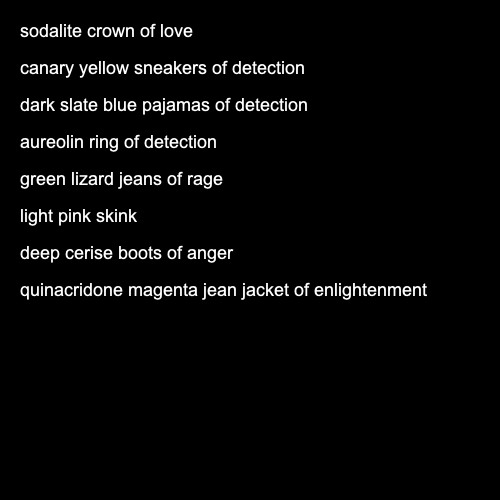 sodalite crown of love
canary yellow sneakers of detection
dark slate blue pajamas of detection
aureolin ring of detection
green lizard jeans of rage
light pink skink
deep cerise boots of anger
quinacridone magenta jean jacket of enlightenment